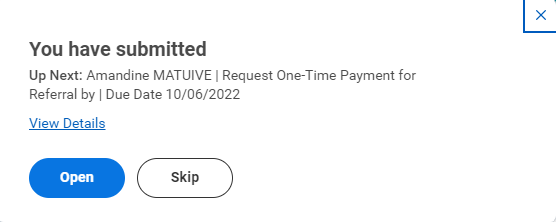 You have submitted
Up Next: Amandine MATUIVE | Request One-Time Payment for
Referral by | Due Date 10/06/2022
View Details
Open
Skip